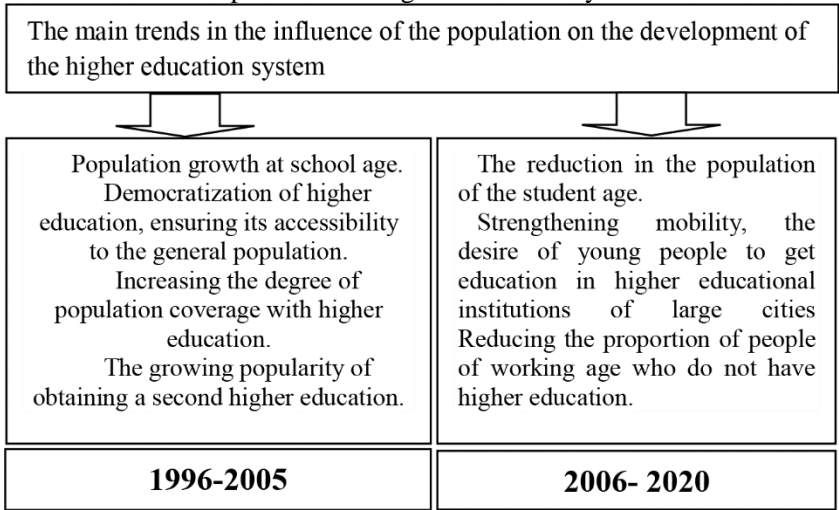 The main trends in the influence of the population on the development of
the higher education system
Population growth at school age.
Democratization of higher
education, ensuring its accessibility
to the general population.
Increasing the degree of
population coverage with higher
education.
The growing popularity of
obtaining a second higher education.
1996-2005
The reduction in the population
of the student age.
Strengthening mobility, the
desire of young people to get
education in higher educational
institutions of large cities
Reducing the proportion of people
of working age who do not have
higher education.
2006- 2020